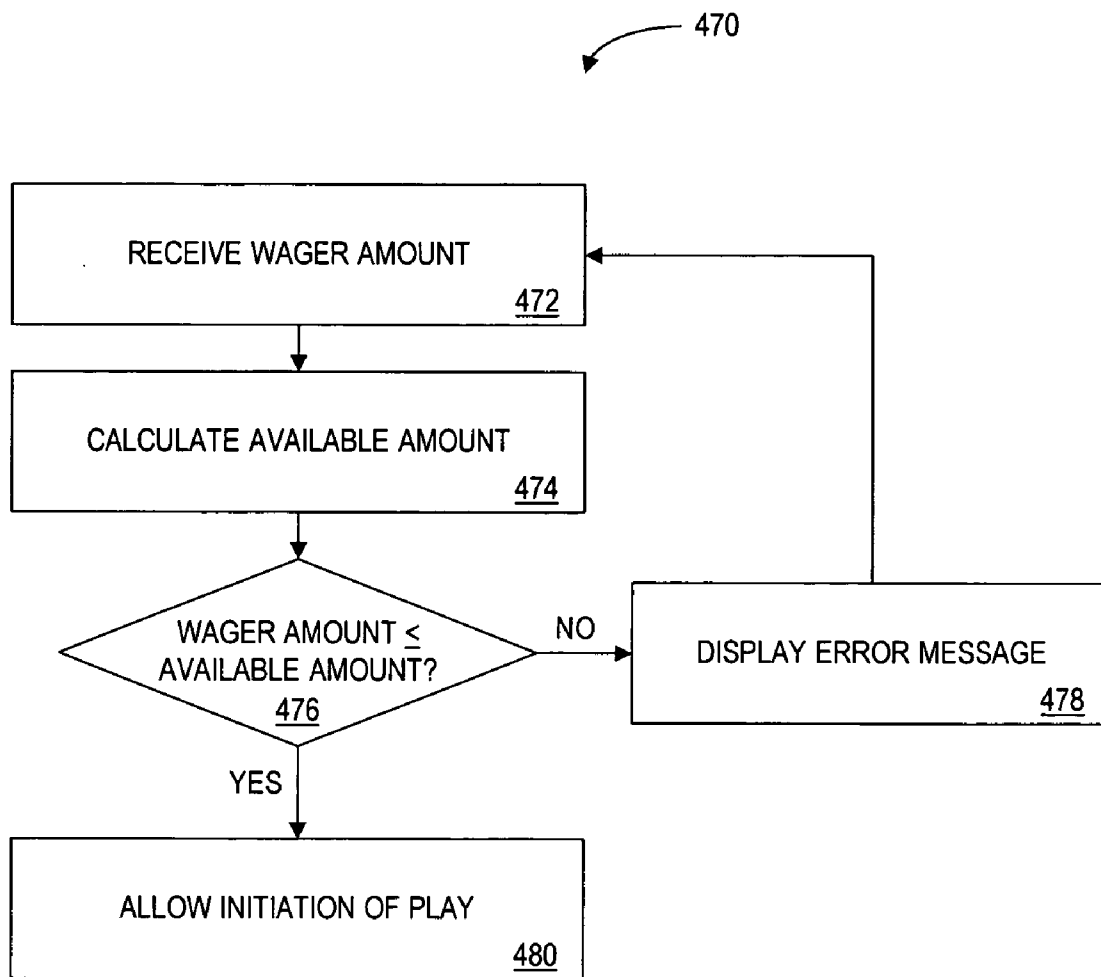 470
RECEIVE WAGER AMOUNT
472
CALCULATE AVAILABLE AMOUNT
474
WAGER AMOUNT ≤
AVAILABLE AMOUNT?
476
NO
DISPLAY ERROR MESSAGE
478
YES
ALLOW INITIATION OF PLAY
480